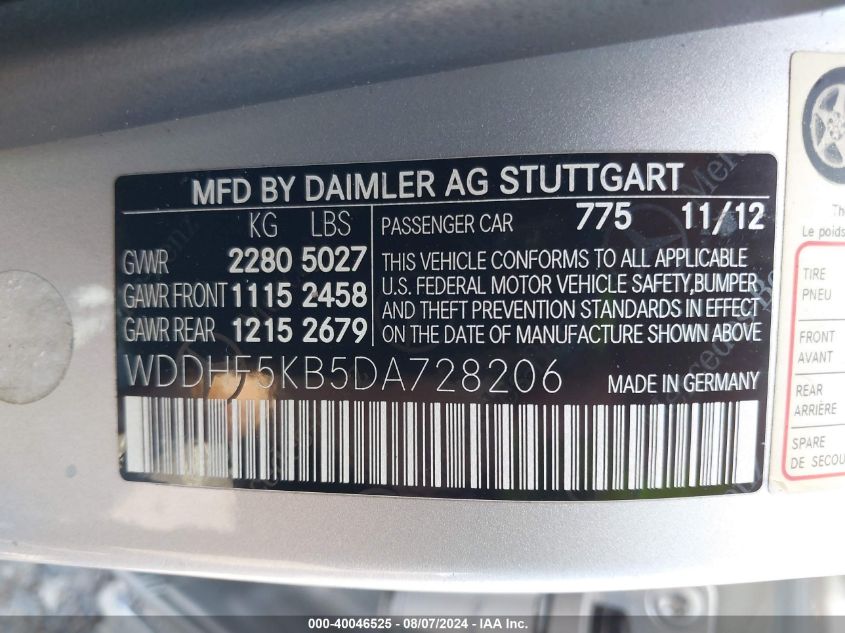 MFD BY DAIMLER AG STUTTGART
KG LBS
GVWR 2280 5027
GAWR FRONT 1115 2458
GAWR REAR 1215 2679
PASSENGER CAR 775 11/12
THIS VEHICLE CONFORMS TO ALL APPLICABLE
U.S. FEDERAL MOTOR VEHICLE SAFETY, BUMPER
AND THEFT PREVENTION STANDARDS IN EFFECT
ON THE DATE OF MANUFACTURE SHOWN ABOVE
WDDHF5KB5DA728206 MADE IN GERMANY
Le poids
TIRE
PNEU
FRONT
AVANT
REAR
ARRIÈRE
SPARE
DE
000-40046525 - 08/07/2024 - IAA Inc.